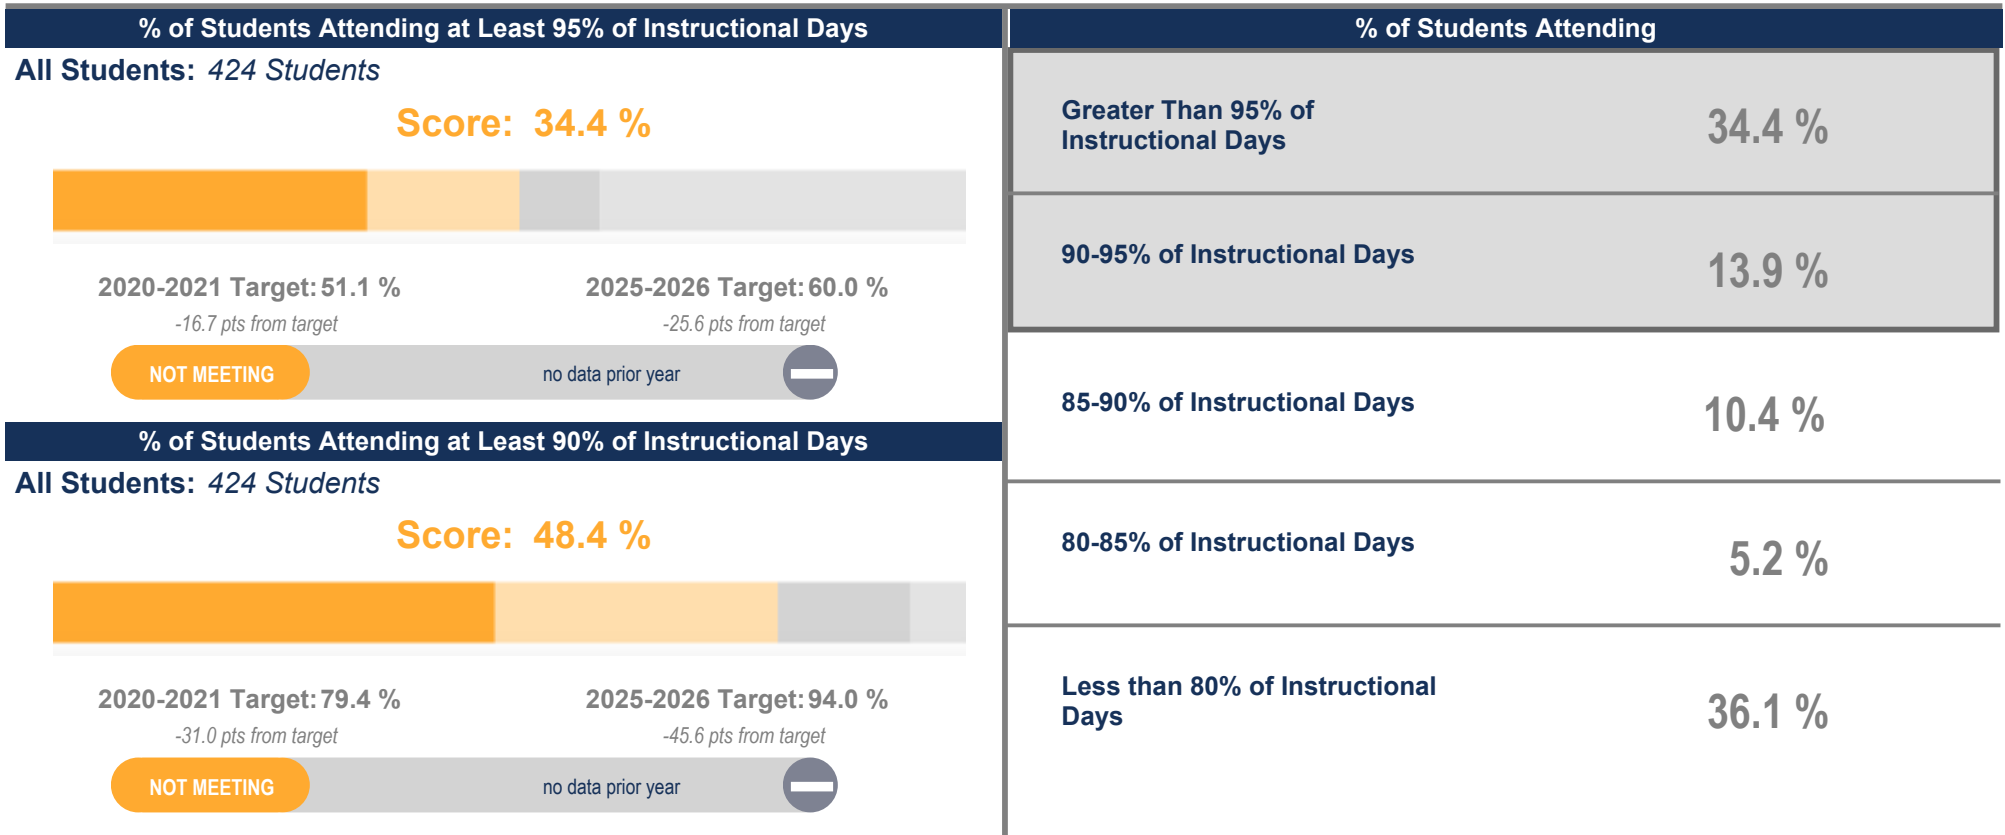 % of Students Attending at Least 95% of Instructional Days
All Students: 424 Students
Score: 34.4 %
2020-2021 Target: 51.1 %
-16.7 pts from target
2025-2026 Target: 60.0 %
-25.6 pts from target
NOT MEETING
no data prior year
% of Students Attending at Least 90% of Instructional Days
All Students: 424 Students
Score: 48.4 %
2020-2021 Target: 79.4 %
-31.0 pts from target
2025-2026 Target: 94.0 %
-45.6 pts from target
NOT MEETING
no data prior year
% of Students Attending
Greater Than 95% of
Instructional Days
34.4 %
90-95% of Instructional Days
13.9 %
85-90% of Instructional Days
10.4 %
80-85% of Instructional Days
5.2 %
Less than 80% of Instructional
Days
36.1 %